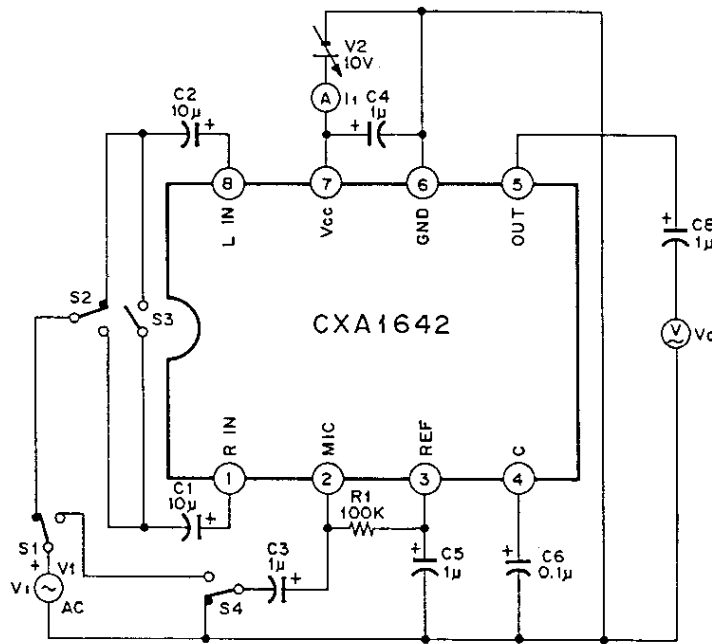 V2
10V
A I1
C4
1μ
+
C2
10μ
+
8
7
6
5
L IN
Vcc
GND
OUT
+
C8
1μ
S2
S3
CXA1642
V
R IN
MIC
REF
C
1
2
3
4
C1
10μ
+
R1
100K
S1
+
V1
AC
C3
1μ
+
S4
+
C5
1μ
+
C6
0.1μ